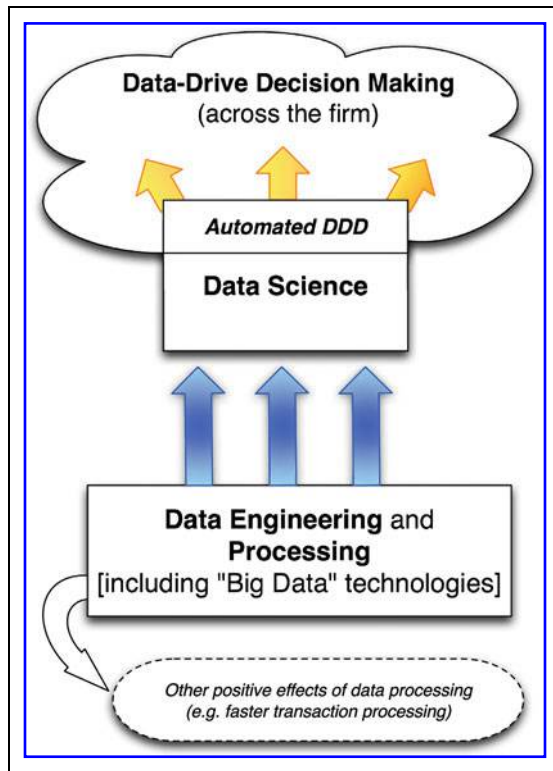 Data-Drive Decision Making
(across the firm)
Automated DDD
Data Science
Data Engineering and
Processing
[including "Big Data" technologies]
Other positive effects of data processing
(e.g. faster transaction processing)